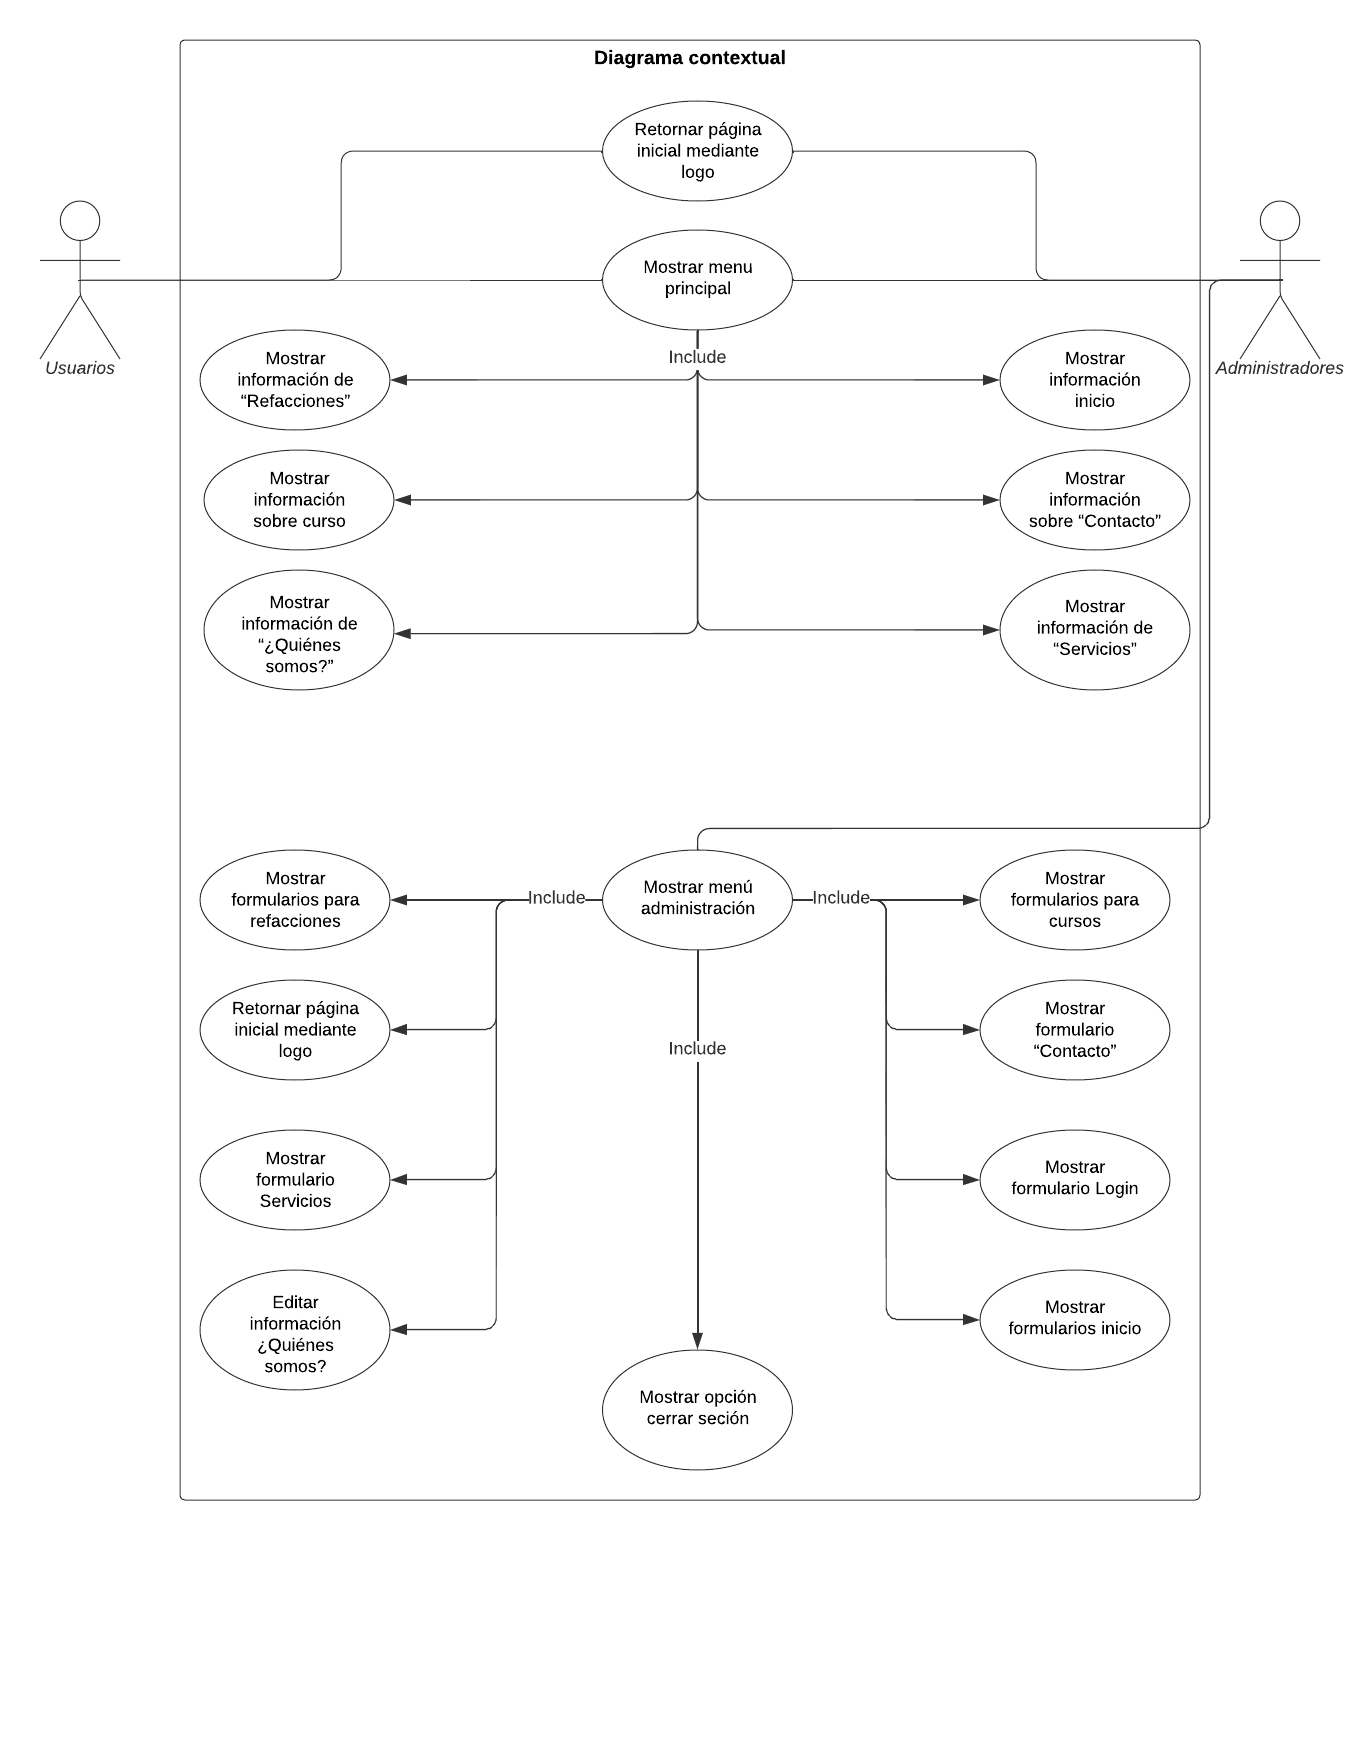 Diagrama contextual
Retornar página
inicial mediante
logo
Mostrar menu
principal
Usuarios
Administradores
Include
Mostrar
información de
“Refacciones”
Mostrar
información
inicio
Mostrar
información
sobre curso
Mostrar
información
sobre “Contacto”
Mostrar
información de
“¿Quiénes
somos?”
Mostrar
información de
“Servicios”
Mostrar menú
administración
Include
Include
Include
Mostrar
formularios para
refacciones
Mostrar
formularios para
cursos
Retornar página
inicial mediante
logo
Mostrar
formulario
“Contacto”
Mostrar
formulario
Servicios
Mostrar
formulario Login
Editar
información
¿Quiénes
somos?
Mostrar
formularios inicio
Mostrar opción
cerrar seción